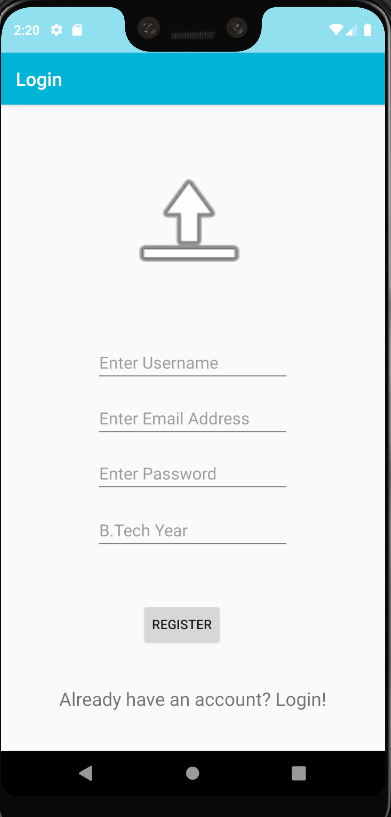 2:20
Login
Enter Username
Enter Email Address
Enter Password
B.Tech Year
REGISTER
Already have an account? Login!